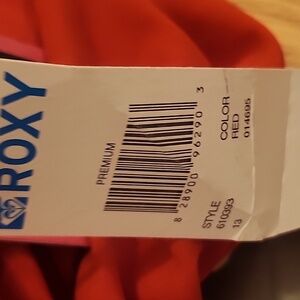 ROXY
PREMIUM
8 28900 96290 3
COLOR
RED
014695
STYLE
610393
13